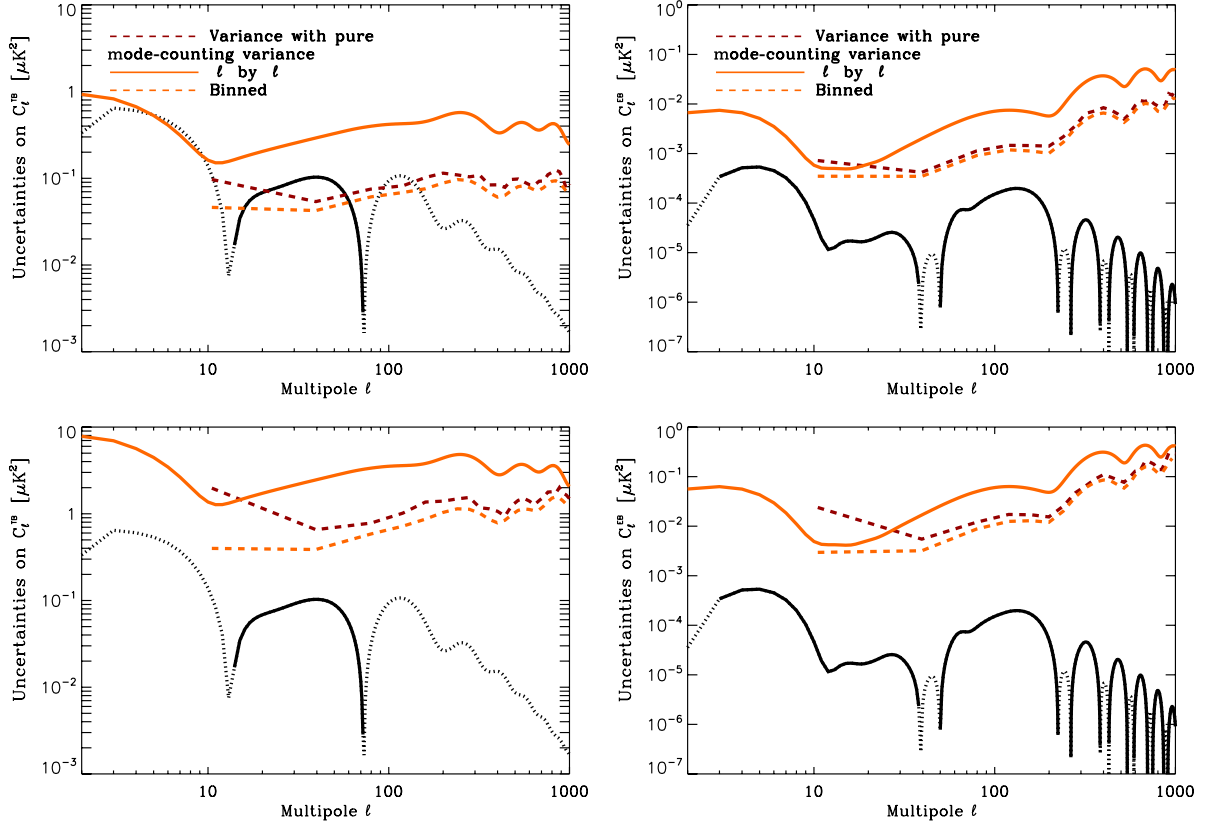 10
1
10⁻¹
10⁻²
10⁻³
Uncertainties on C_ℓ^TB [μK²]
Variance with pure
mode-counting variance
ℓ by ℓ
Binned
10
100
1000
Multipole ℓ
10⁰
10⁻¹
10⁻²
10⁻³
10⁻⁴
10⁻⁵
10⁻⁶
10⁻⁷
Uncertainties on C_ℓ^EB [μK²]
Variance with pure
mode-counting variance
ℓ by ℓ
Binned
10
100
1000
Multipole ℓ
10
1
10⁻¹
10⁻²
10⁻³
Uncertainties on C_ℓ^TB [μK²]
10
100
1000
Multipole ℓ
10⁰
10⁻¹
10⁻²
10⁻³
10⁻⁴
10⁻⁵
10⁻⁶
10⁻⁷
Uncertainties on C_ℓ^EB [μK²]
10
100
1000
Multipole ℓ